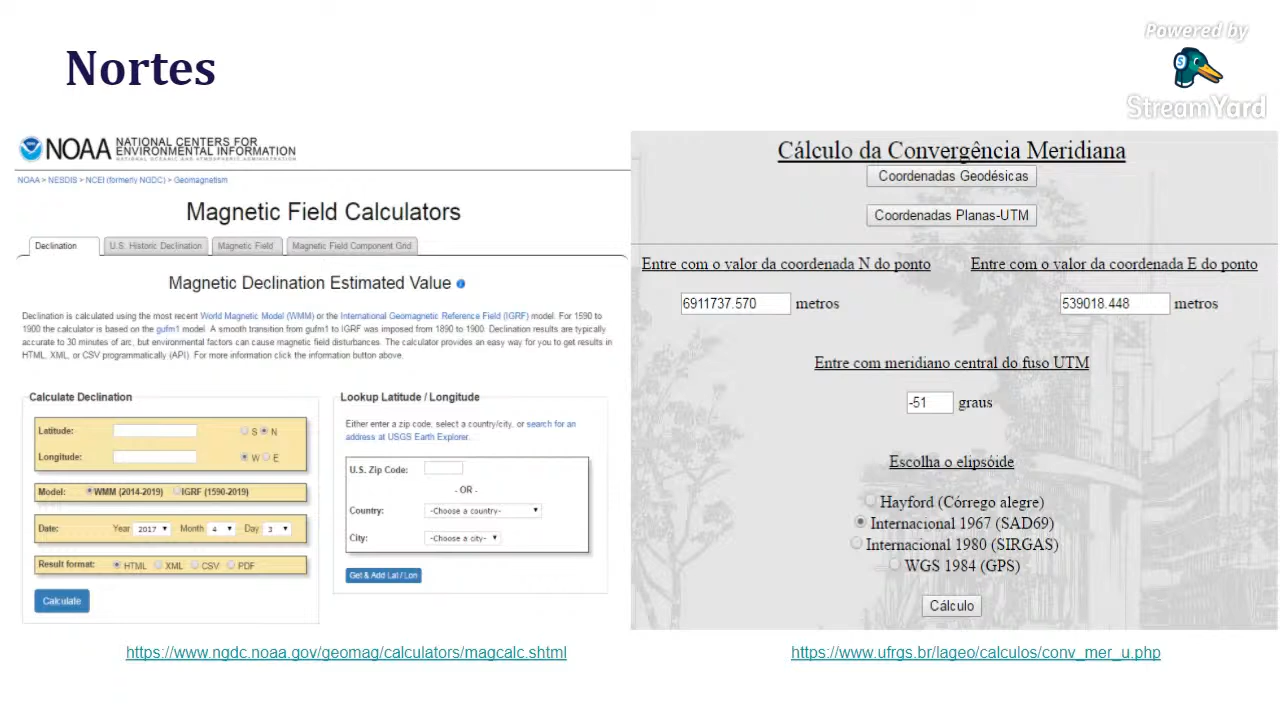 Powered by
StreamYard
Nortes
NOAA NATIONAL CENTERS FOR
ENVIRONMENTAL INFORMATION
NATIONAL OCEANIC AND ATMOSPHERIC ADMINISTRATION
NOAA > NESDIS > NCEI (formerly NGDC) > Geomagnetism
Magnetic Field Calculators
Declination U.S. Historic Declination Magnetic Field Magnetic Field Component Grid
Magnetic Declination Estimated Value
Declination is calculated using the most recent World Magnetic Model (WMM) or the International Geomagnetic Reference Field (IGRF) model. For 1590 to
1900 the calculator is based on the gufm1 model. A smooth transition from gufm1 to IGRF was imposed from 1890 to 1900. Declination results are typically
accurate to 30 minutes of arc, but environmental factors can cause magnetic field disturbances. The calculator provides an easy way for you to get results in
HTML, XML, or CSV programmatically (API). For more information click the information button above.
Calculate Declination
Latitude: S N
Longitude: W E
Model: WMM (2014-2019) IGRF (1590-2019)
Date: Year 2017 Month 4 Day 3
Result format: HTML XML CSV PDF
Calculate
Lookup Latitude / Longitude
Either enter a zip code, select a country/city, or search for an
address at USGS Earth Explorer.
U.S. Zip Code:
- OR -
Country: -Choose a country-
City: -Choose a city-
Get & Add Lat / Lon
https://www.ngdc.noaa.gov/geomag/calculators/magcalc.shtml
Cálculo da Convergência Meridiana
Coordenadas Geodésicas
Coordenadas Planas-UTM
Entre com o valor da coordenada N do ponto Entre com o valor da coordenada E do ponto
6911737.570 metros 539018.448 metros
Entre com meridiano central do fuso UTM
-51 graus
Escolha o elipsóide
Hayford (Córrego alegre)
Internacional 1967 (SAD69)
Internacional 1980 (SIRGAS)
WGS 1984 (GPS)
Cálculo
https://www.ufrgs.br/lageo/calculos/conv_mer_u.php